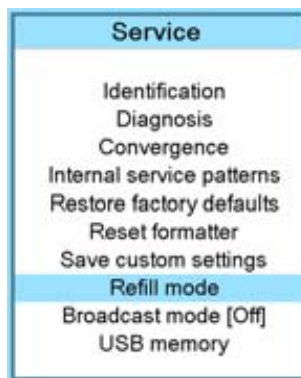 Service
Identification
Diagnosis
Convergence
Internal service patterns
Restore factory defaults
Reset formatter
Save custom settings
Refill mode
Broadcast mode [Off]
USB memory